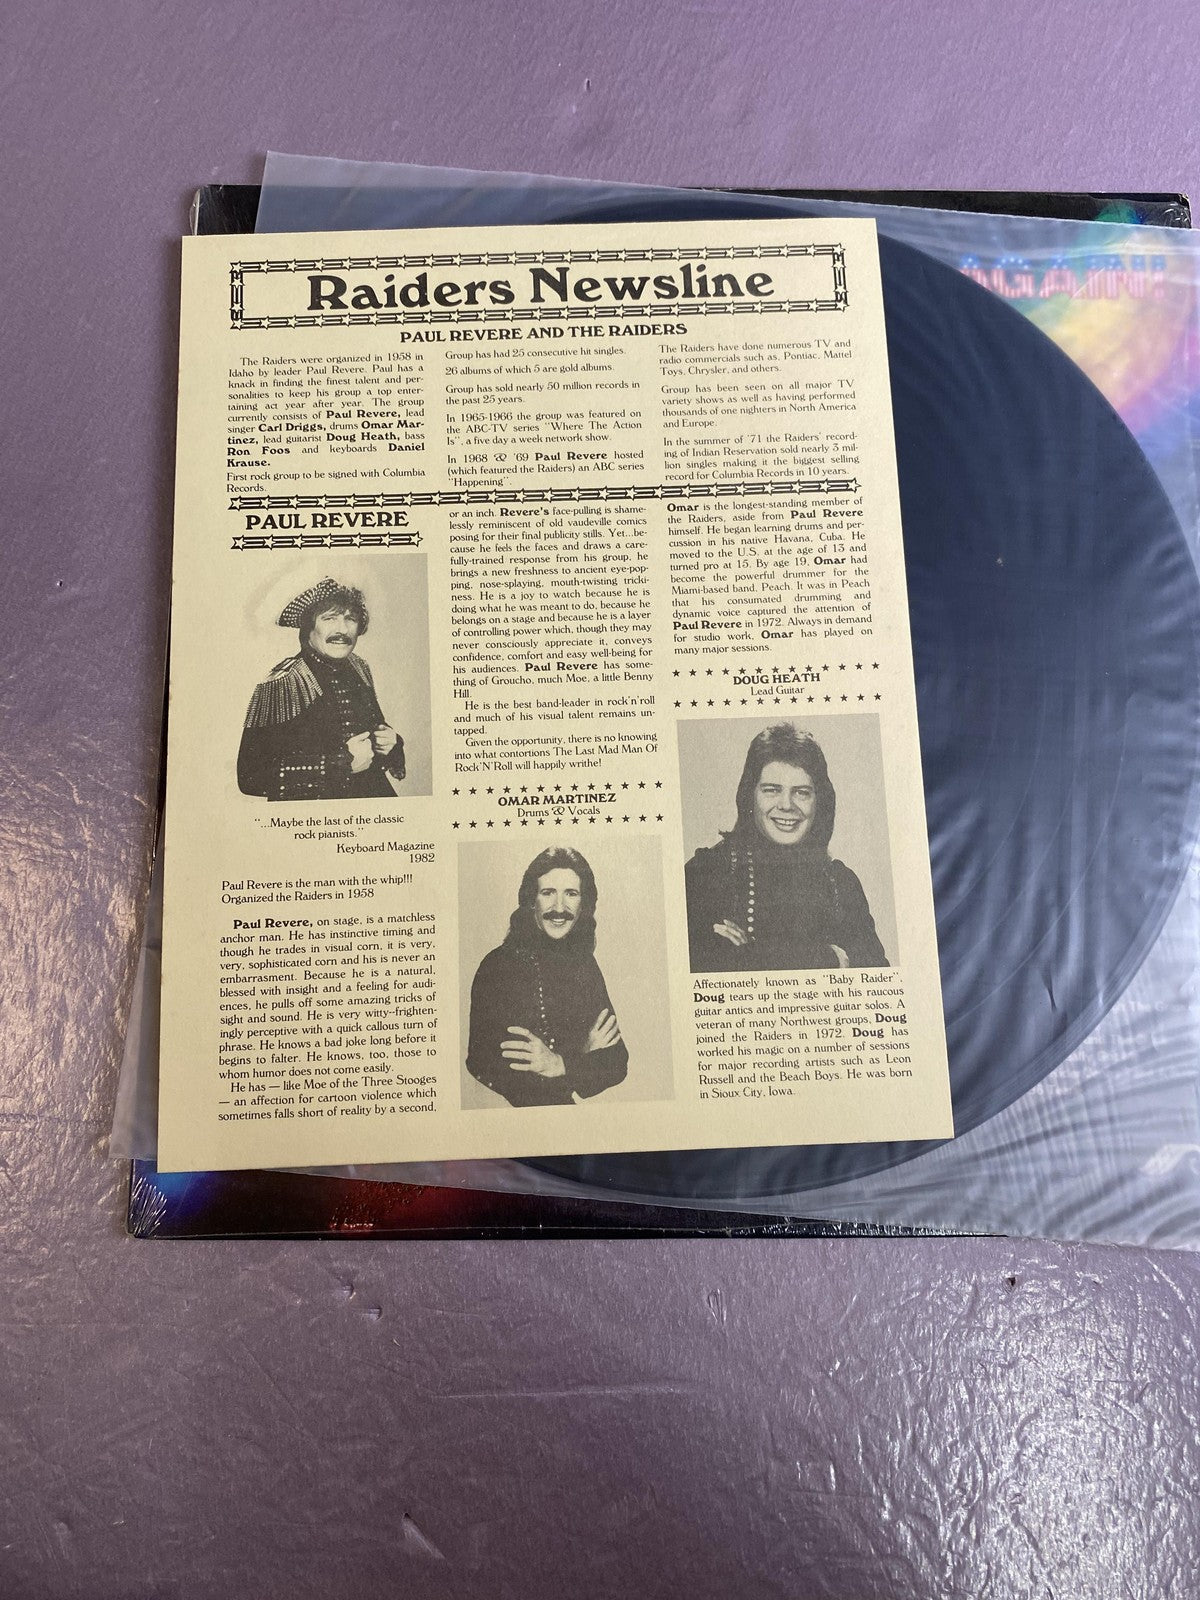 Raiders Newsline
PAUL REVERE AND THE RAIDERS
The Raiders were organized in 1958 in
Idaho by leader Paul Revere. Paul has a
knack in finding the finest talent and per-
sonalities to keep his group a top enter-
taining act year after year. The group
currently consists of Paul Revere, lead
singer Carl Driggs, drums Omar Mar-
tinez, lead guitarist Doug Heath, bass
Ron Foos and keyboards Daniel
Krause.
First rock group to be signed with Columbia
Records.
Group has had 25 consecutive hit singles.
26 albums of which 5 are gold albums.
Group has sold nearly 50 million records in
the past 25 years.
In 1965-1966 the group was featured on
the ABC-TV series "Where The Action
Is", a five day a week network show.
In 1968 & '69 Paul Revere hosted
(which featured the Raiders) an ABC series
"Happening".
The Raiders have done numerous TV and
radio commercials such as, Pontiac, Mattel
Toys, Chrysler, and others.
Group has been seen on all major TV
variety shows as well as having performed
thousands of one nighters in North America
and Europe.
In the summer of '71 the Raiders' record-
ing of Indian Reservation sold nearly 3 mil-
lion singles making it the biggest selling
record for Columbia Records in 10 years.
PAUL REVERE
"...Maybe the last of the classic
rock pianists."
Keyboard Magazine
1982
Paul Revere is the man with the whip!!!
Organized the Raiders in 1958
Paul Revere, on stage, is a matchless
anchor man. He has instinctive timing and
though he trades in visual corn, it is very,
very, sophisticated corn and his is never an
embarrasment. Because he is a natural,
blessed with insight and a feeling for audi-
ences, he pulls off some amazing tricks of
sight and sound. He is very witty--frighten-
ingly perceptive with a quick callous turn of
phrase. He knows a bad joke long before it
begins to falter. He knows, too, those to
whom humor does not come easily.
He has — like Moe of the Three Stooges
— an affection for cartoon violence which
sometimes falls short of reality by a second,
or an inch. Revere's face-pulling is shame-
lessly reminiscent of old vaudeville comics
posing for their final publicity stills. Yet...be-
cause he feels the faces and draws a care-
fully-trained response from his group, he
brings a new freshness to ancient eye-pop-
ping, nose-splaying, mouth-twisting tricki-
ness. He is a joy to watch because he is
doing what he was meant to do, because he
belongs on a stage and because he is a layer
of controlling power which, though they may
never consciously appreciate it, conveys
confidence, comfort and easy well-being for
his audiences. Paul Revere has some-
thing of Groucho, much Moe, a little Benny
Hill.
He is the best band-leader in rock'n'roll
and much of his visual talent remains un-
tapped.
Given the opportunity, there is no knowing
into what contortions The Last Mad Man Of
Rock'N'Roll will happily writhe!
OMAR MARTINEZ
Drums & Vocals
Omar is the longest-standing member of
the Raiders, aside from Paul Revere
himself. He began learning drums and per-
cussion in his native Havana, Cuba. He
moved to the U.S. at the age of 13 and
turned pro at 15. By age 19, Omar had
become the powerful drummer for the
Miami-based band, Peach. It was in Peach
that his consumated drumming and
dynamic voice captured the attention of
Paul Revere in 1972. Always in demand
for studio work, Omar has played on
many major sessions.
DOUG HEATH
Lead Guitar
Affectionately known as "Baby Raider",
Doug tears up the stage with his raucous
guitar antics and impressive guitar solos. A
veteran of many Northwest groups, Doug
joined the Raiders in 1972. Doug has
worked his magic on a number of sessions
for major recording artists such as Leon
Russell and the Beach Boys. He was born
in Sioux City, Iowa.